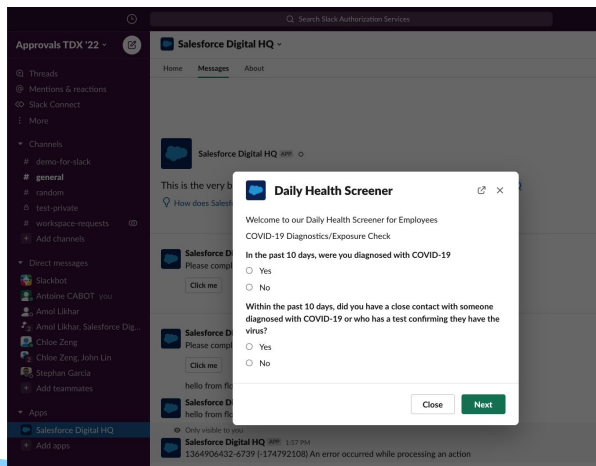 Search Slack Authorization Services
Approvals TDX '22
Threads
Mentions & reactions
Slack Connect
More
Channels
# demo-for-slack
# general
# random
test-private
# workspace-requests
+ Add channels
Direct messages
Slackbot
Antoine CABOT you
Amol Likhar
Amol Likhar, Salesforce Dig...
Chloe Zeng
Chloe Zeng, John Lin
Stephan Garcia
+ Add teammates
Apps
Salesforce Digital HQ
+ Add apps
Salesforce Digital HQ
Home Messages About
Salesforce Digital HQ APP
This is the very b
How does Salesf
Salesforce Di
Please compl
Click me
Salesforce Di
Please compl
Click me
hello from flo
Salesforce Di
hello from flo
Only visible to you
Salesforce Digital HQ APP 1:57 PM
1364906432-6739 (-174792108) An error occurred while processing an action
Daily Health Screener
Welcome to our Daily Health Screener for Employees
COVID-19 Diagnostics/Exposure Check
In the past 10 days, were you diagnosed with COVID-19
Yes
No
Within the past 10 days, did you have a close contact with someone
diagnosed with COVID-19 or who has a test confirming they have the
virus?
Yes
No
Close Next